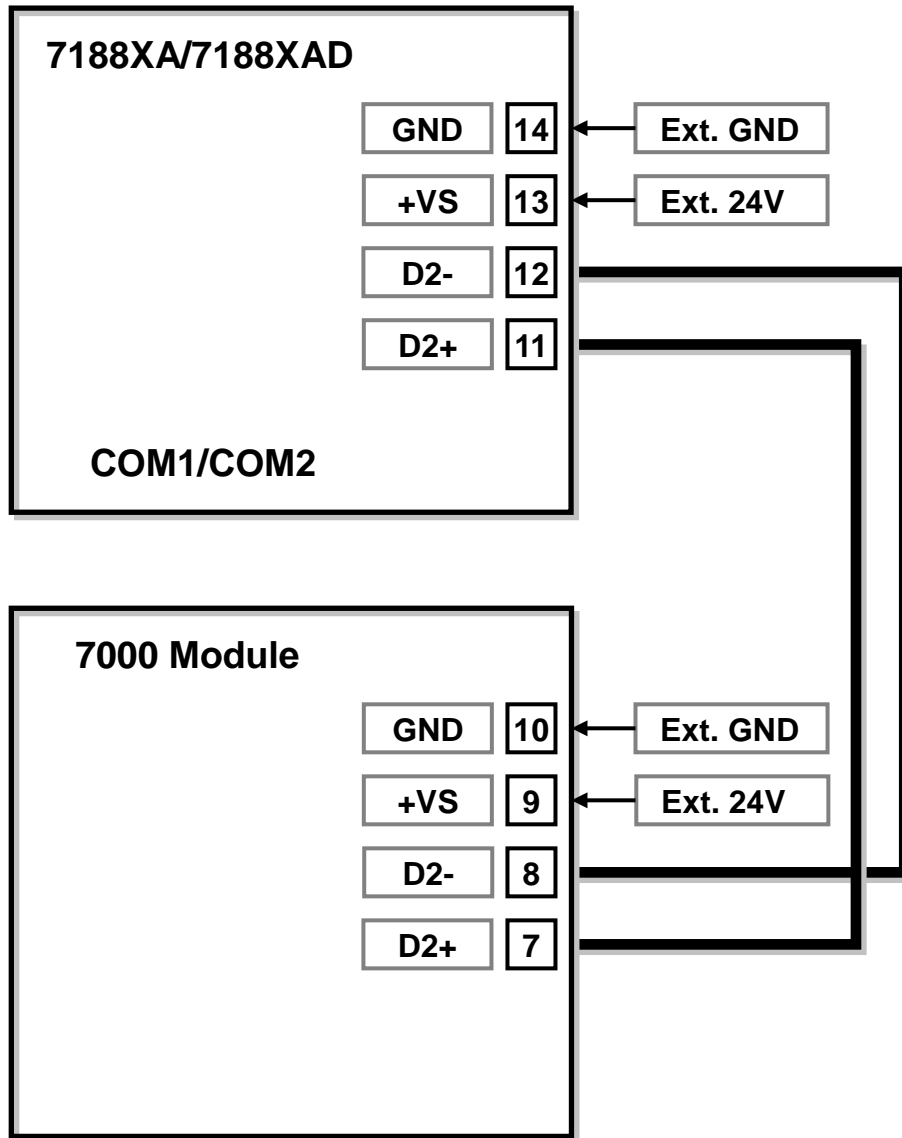 7188XA/7188XAD
GND 14 Ext. GND
+VS 13 Ext. 24V
D2- 12
D2+ 11
COM1/COM2
7000 Module
GND 10 Ext. GND
+VS 9 Ext. 24V
D2- 8
D2+ 7